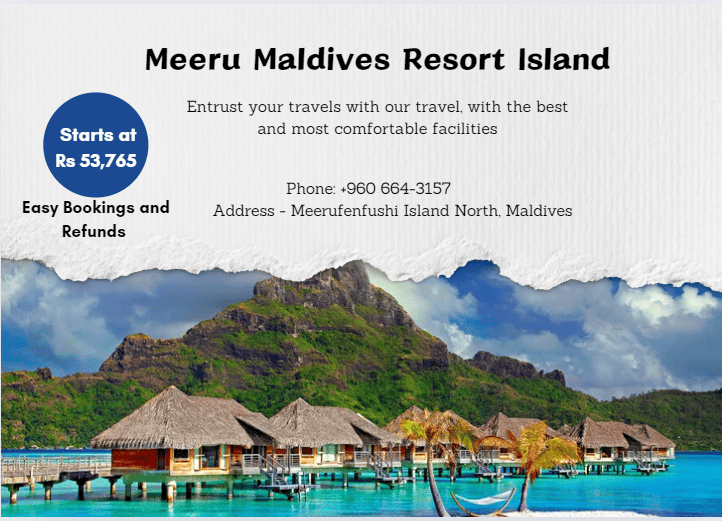 Meeru Maldives Resort Island
Entrust your travels with our travel, with the best
and most comfortable facilities
Starts at
Rs 53,765
Easy Bookings and
Refunds
Phone: +960 664-3157
Address - Meerufenfushi Island North, Maldives